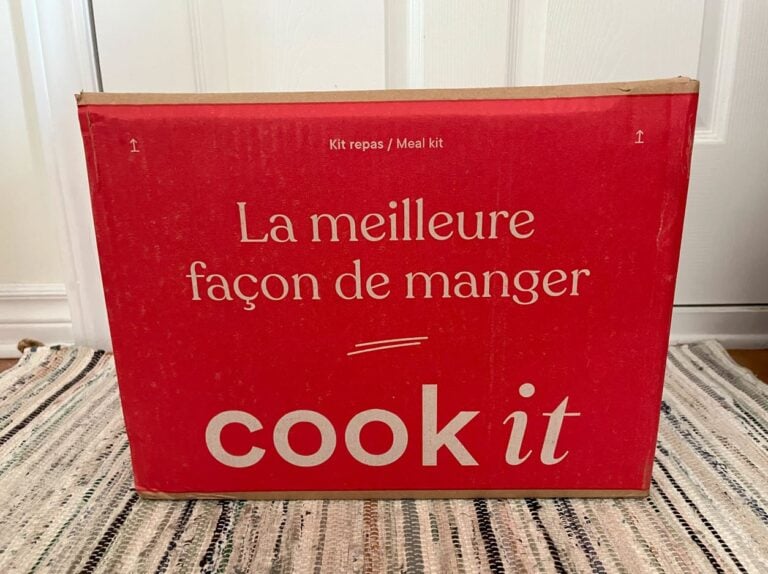 Kit repas / Meal kit
La meilleure
façon de manger
cook it